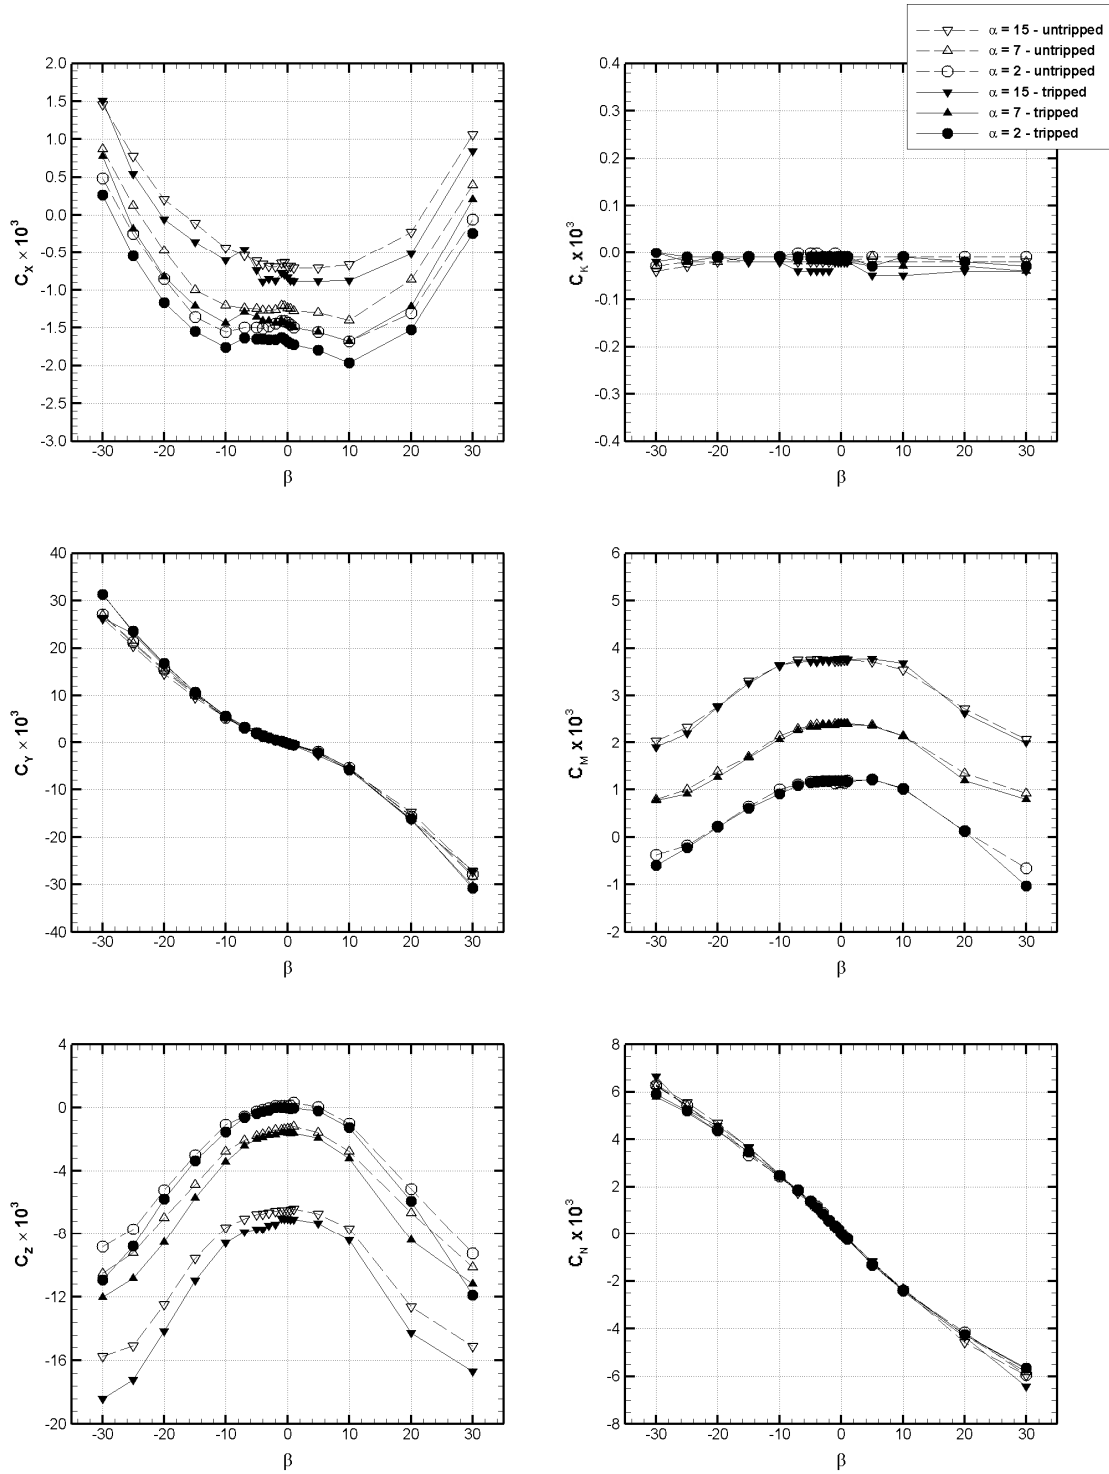 α = 15 - untripped
α = 7 - untripped
α = 2 - untripped
α = 15 - tripped
α = 7 - tripped
α = 2 - tripped
2.0
1.5
1.0
0.5
0.0
-0.5
-1.0
-1.5
-2.0
-2.5
-3.0
C_X × 10³
-30 -20 -10 0 10 20 30
β
0.4
0.3
0.2
0.1
0.0
-0.1
-0.2
-0.3
-0.4
C_K x 10³
-30 -20 -10 0 10 20 30
β
40
30
20
10
0
-10
-20
-30
-40
C_Y × 10³
-30 -20 -10 0 10 20 30
β
6
5
4
3
2
1
0
-1
-2
C_M x 10³
-30 -20 -10 0 10 20 30
β
4
0
-4
-8
-12
-16
-20
C_Z × 10³
-30 -20 -10 0 10 20 30
β
8
6
4
2
0
-2
-4
-6
-8
C_N x 10³
-30 -20 -10 0 10 20 30
β